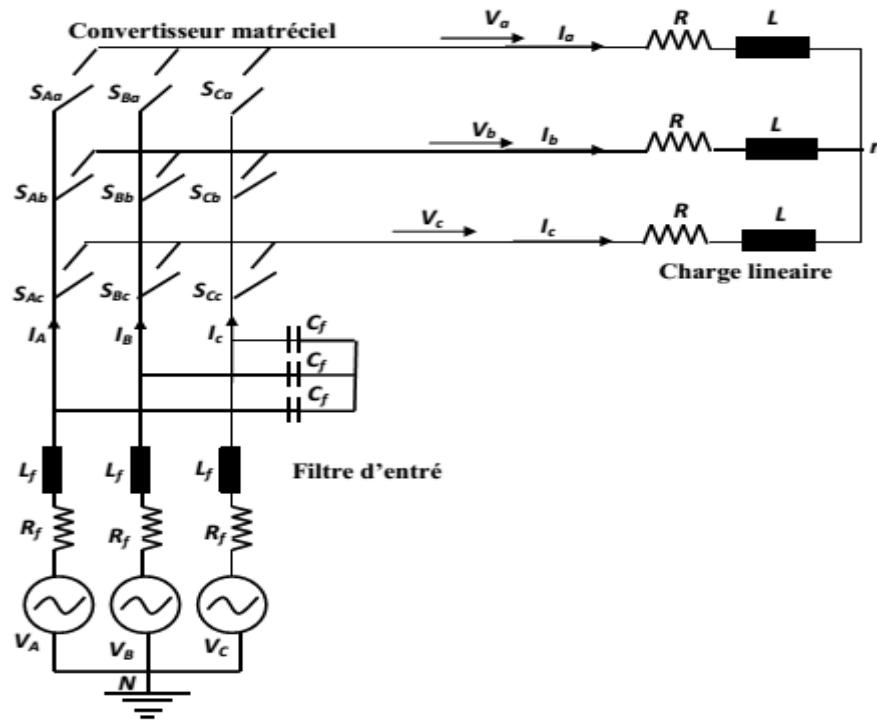 Convertisseur matréciel
Va Ia R L
SAa SBa SCa
Vb Ib R L n
SAb SBb SCb
Vc Ic R L
Charge lineaire
SAc SBc SCc
IA IB Ic Cf
Cf
Cf
Lf Lf Lf Filtre d'entré
Rf Rf Rf
VA VB VC
N